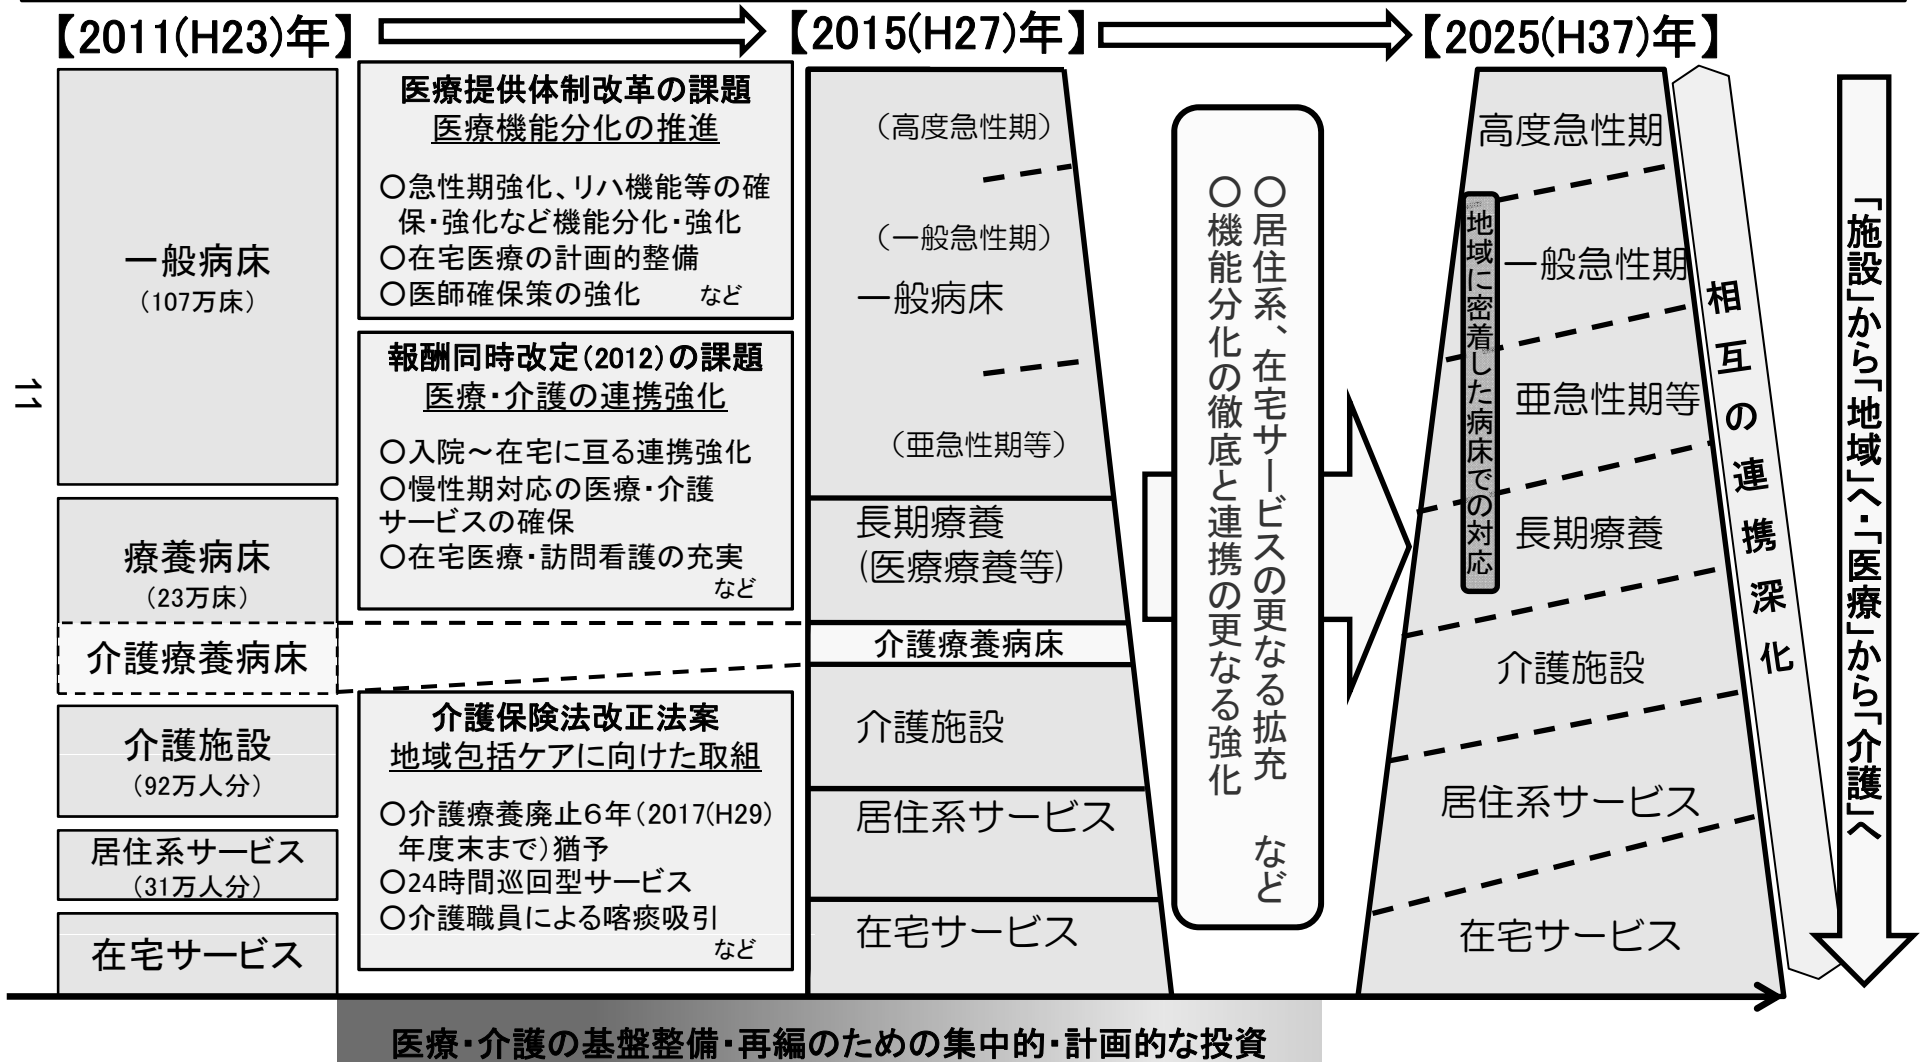 【2011(H23)年】
【2015(H27)年】
【2025(H37)年】
一般病床
(107万床)
療養病床
(23万床)
介護療養病床
介護施設
(92万人分)
居住系サービス
(31万人分)
在宅サービス
医療提供体制改革の課題
医療機能分化の推進
○急性期強化、リハ機能等の確
保・強化など機能分化・強化
○在宅医療の計画的整備
○医師確保策の強化 など
報酬同時改定(2012)の課題
医療・介護の連携強化
○入院～在宅に亘る連携強化
○慢性期対応の医療・介護
サービスの確保
○在宅医療・訪問看護の充実
など
介護保険法改正法案
地域包括ケアに向けた取組
○介護療養廃止６年(2017(H29)
年度末まで)猶予
○24時間巡回型サービス
○介護職員による喀痰吸引
など
(高度急性期)
(一般急性期)
一般病床
(亜急性期等)
長期療養
(医療療養等)
介護療養病床
介護施設
居住系サービス
在宅サービス
○居住系、在宅サービスの更なる拡充 など
○機能分化の徹底と連携の更なる強化
高度急性期
一般急性期
亜急性期等
長期療養
介護施設
居住系サービス
在宅サービス
地域に密着した病床での対応
相互の連携深化
「施設」から「地域」へ・「医療」から「介護」へ
医療・介護の基盤整備・再編のための集中的・計画的な投資
11